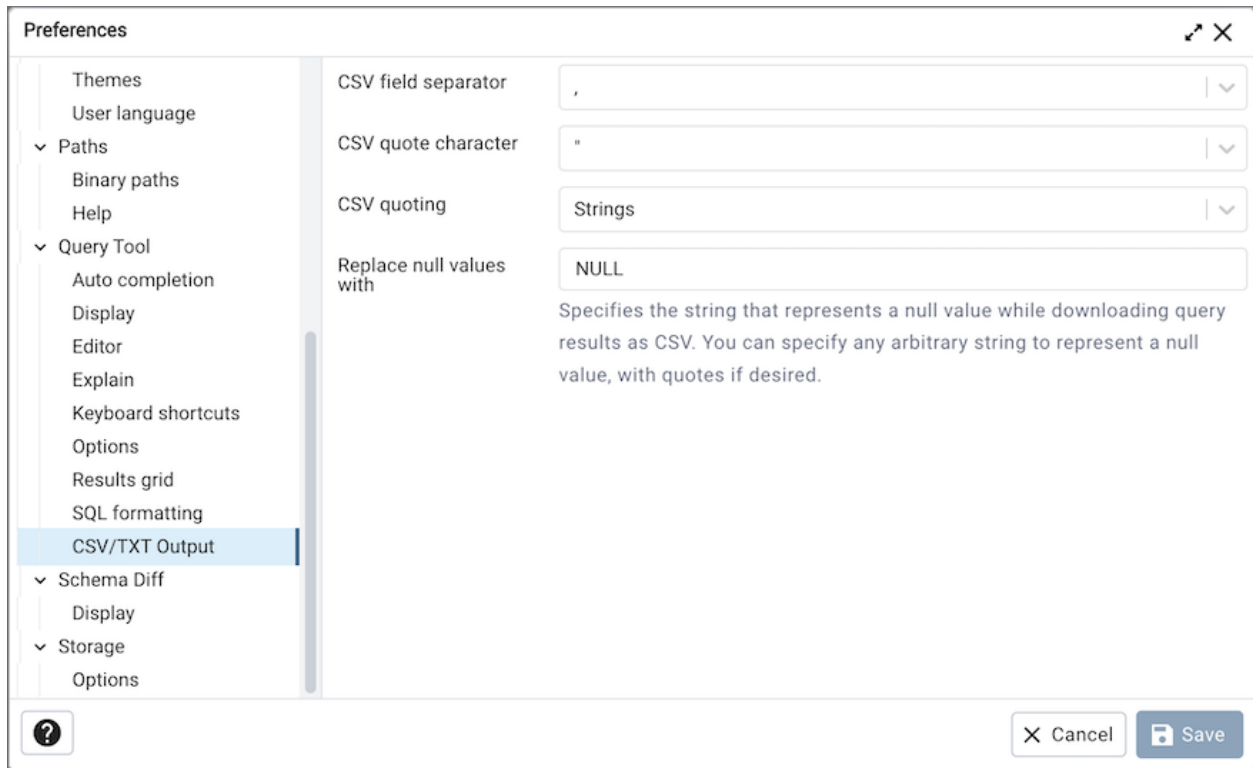 Preferences
Themes
User language
Paths
Binary paths
Help
Query Tool
Auto completion
Display
Editor
Explain
Keyboard shortcuts
Options
Results grid
SQL formatting
CSV/TXT Output
Schema Diff
Display
Storage
Options
CSV field separator
,
CSV quote character
"
CSV quoting
Strings
Replace null values
with
NULL
Specifies the string that represents a null value while downloading query
results as CSV. You can specify any arbitrary string to represent a null
value, with quotes if desired.
?
Cancel
Save